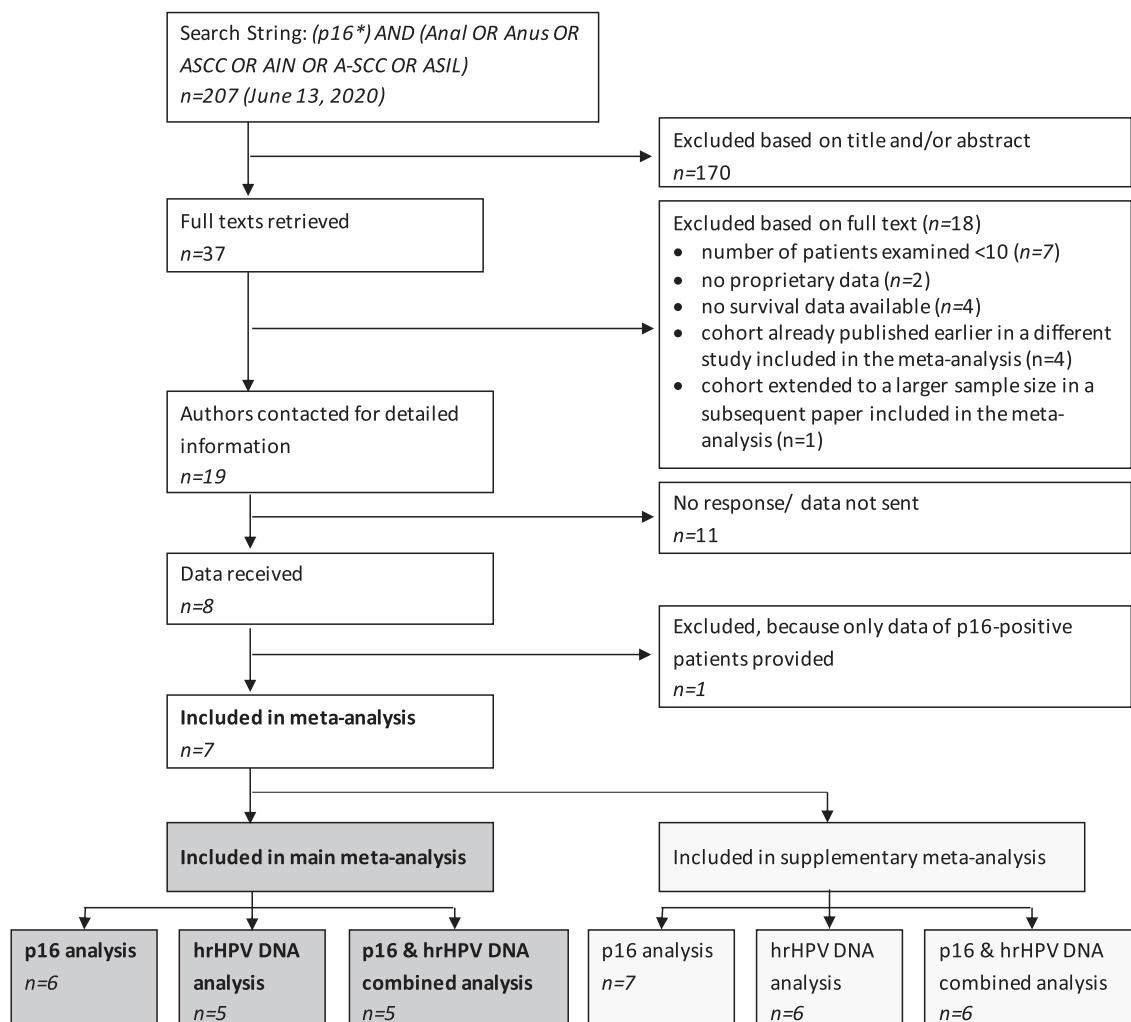 Search String: (p16*) AND (Anal OR Anus OR
ASCC OR AIN OR A-SCC OR ASIL)
n=207 (June 13, 2020)
Excluded based on title and/or abstract
n=170
Full texts retrieved
n=37
Excluded based on full text (n=18)
• number of patients examined <10 (n=7)
• no proprietary data (n=2)
• no survival data available (n=4)
• cohort already published earlier in a different
study included in the meta-analysis (n=4)
• cohort extended to a larger sample size in a
subsequent paper included in the meta-
analysis (n=1)
Authors contacted for detailed
information
n=19
No response/ data not sent
n=11
Data received
n=8
Excluded, because only data of p16-positive
patients provided
n=1
Included in meta-analysis
n=7
Included in main meta-analysis
Included in supplementary meta-analysis
p16 analysis
n=6
hrHPV DNA
analysis
n=5
p16 & hrHPV DNA
combined analysis
n=5
p16 analysis
n=7
hrHPV DNA
analysis
n=6
p16 & hrHPV DNA
combined analysis
n=6